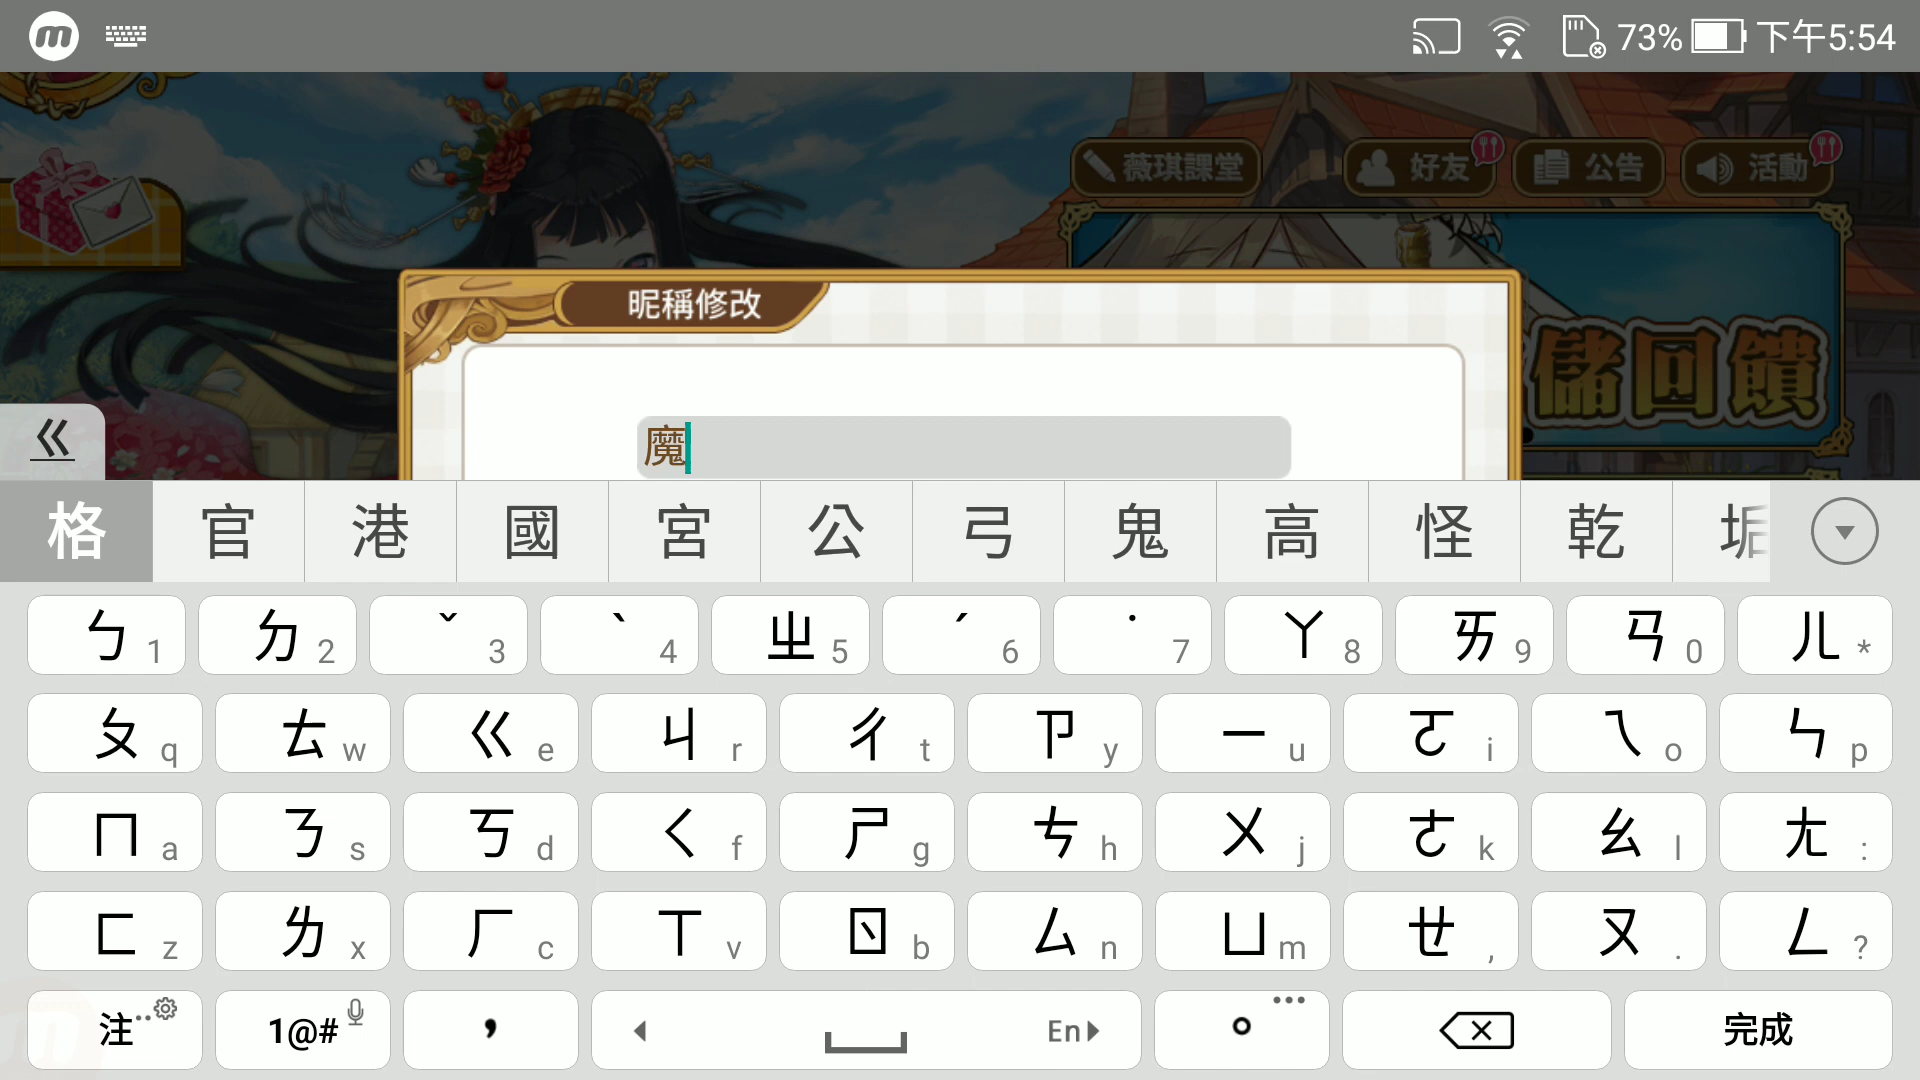 73% 下午5:54
薇琪課堂 好友 公告 活動
昵稱修改
儲回饋
魔
ㄍ
格 官 港 國 宮 公 弓 鬼 高 怪 乾 垢
ㄅ 1 ㄉ 2 ˇ 3 ˋ 4 ㄓ 5 ˊ 6 ˙ 7 ㄚ 8 ㄞ 9 ㄢ 0 ㄦ *
ㄆ q ㄊ w ㄍ e ㄐ r ㄔ t ㄗ y ㄧ u ㄛ i ㄟ o ㄣ p
ㄇ a ㄋ s ㄎ d ㄑ f ㄕ g ㄘ h ㄨ j ㄜ k ㄠ l ㄤ :
ㄈ z ㄌ x ㄏ c ㄒ v ㄖ b ㄙ n ㄩ m ㄝ , ㄡ . ㄥ ?
注 1@# , En 。 完成